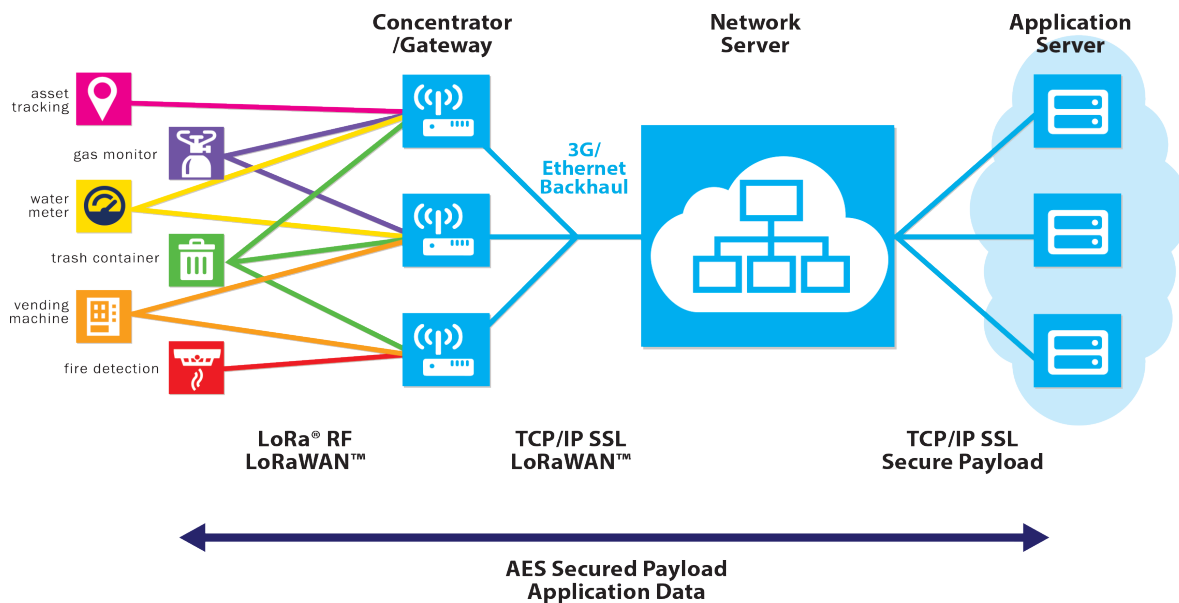 Concentrator
/Gateway
Network
Server
Application
Server
asset
tracking
gas monitor
water
meter
trash container
vending
machine
fire detection
3G/
Ethernet
Backhaul
LoRa® RF
LoRaWAN™
TCP/IP SSL
LoRaWAN™
TCP/IP SSL
Secure Payload
AES Secured Payload
Application Data